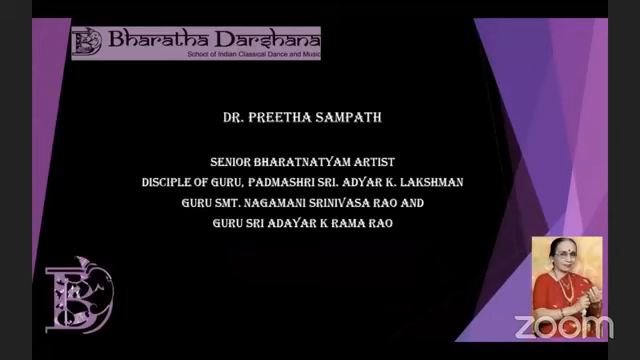 Bharatha Darshana
School of Indian Classical Dance and Music
DR. PREETHA SAMPATH
SENIOR BHARATNATYAM ARTIST
DISCIPLE OF GURU, PADMASHRI SRI. ADYAR K. LAKSHMAN
GURU SMT. NAGAMANI SRINIVASA RAO AND
GURU SRI ADAYAR K RAMA RAO
zoom